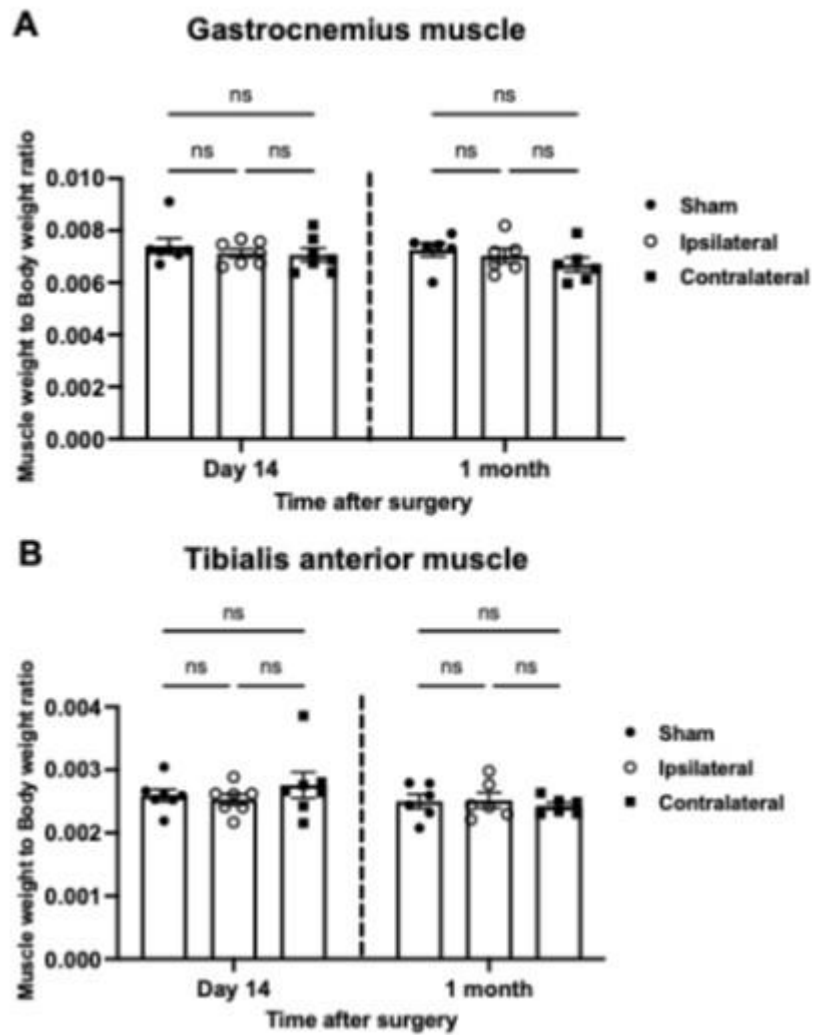 A
Gastrocnemius muscle
ns
ns
ns ns
ns ns
Muscle weight to Body weight ratio
0.010
0.008
0.006
0.004
0.002
0.000
Sham
Ipsilateral
Contralateral
Day 14
1 month
Time after surgery
B
Tibialis anterior muscle
ns
ns
ns ns
ns ns
Muscle weight to Body weight ratio
0.004
0.003
0.002
0.001
0.000
Sham
Ipsilateral
Contralateral
Day 14
1 month
Time after surgery